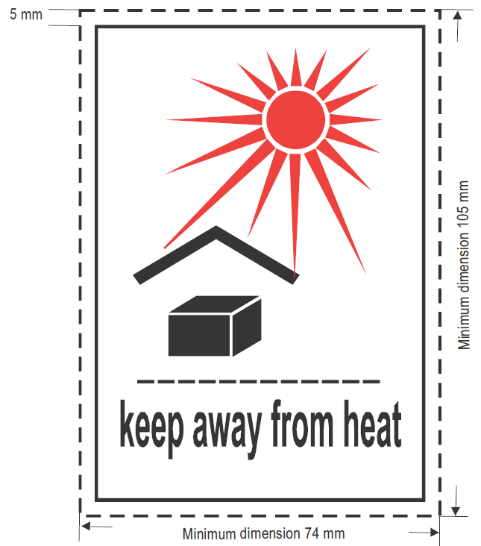 5 mm
Minimum dimension 105 mm
keep away from heat
Minimum dimension 74 mm